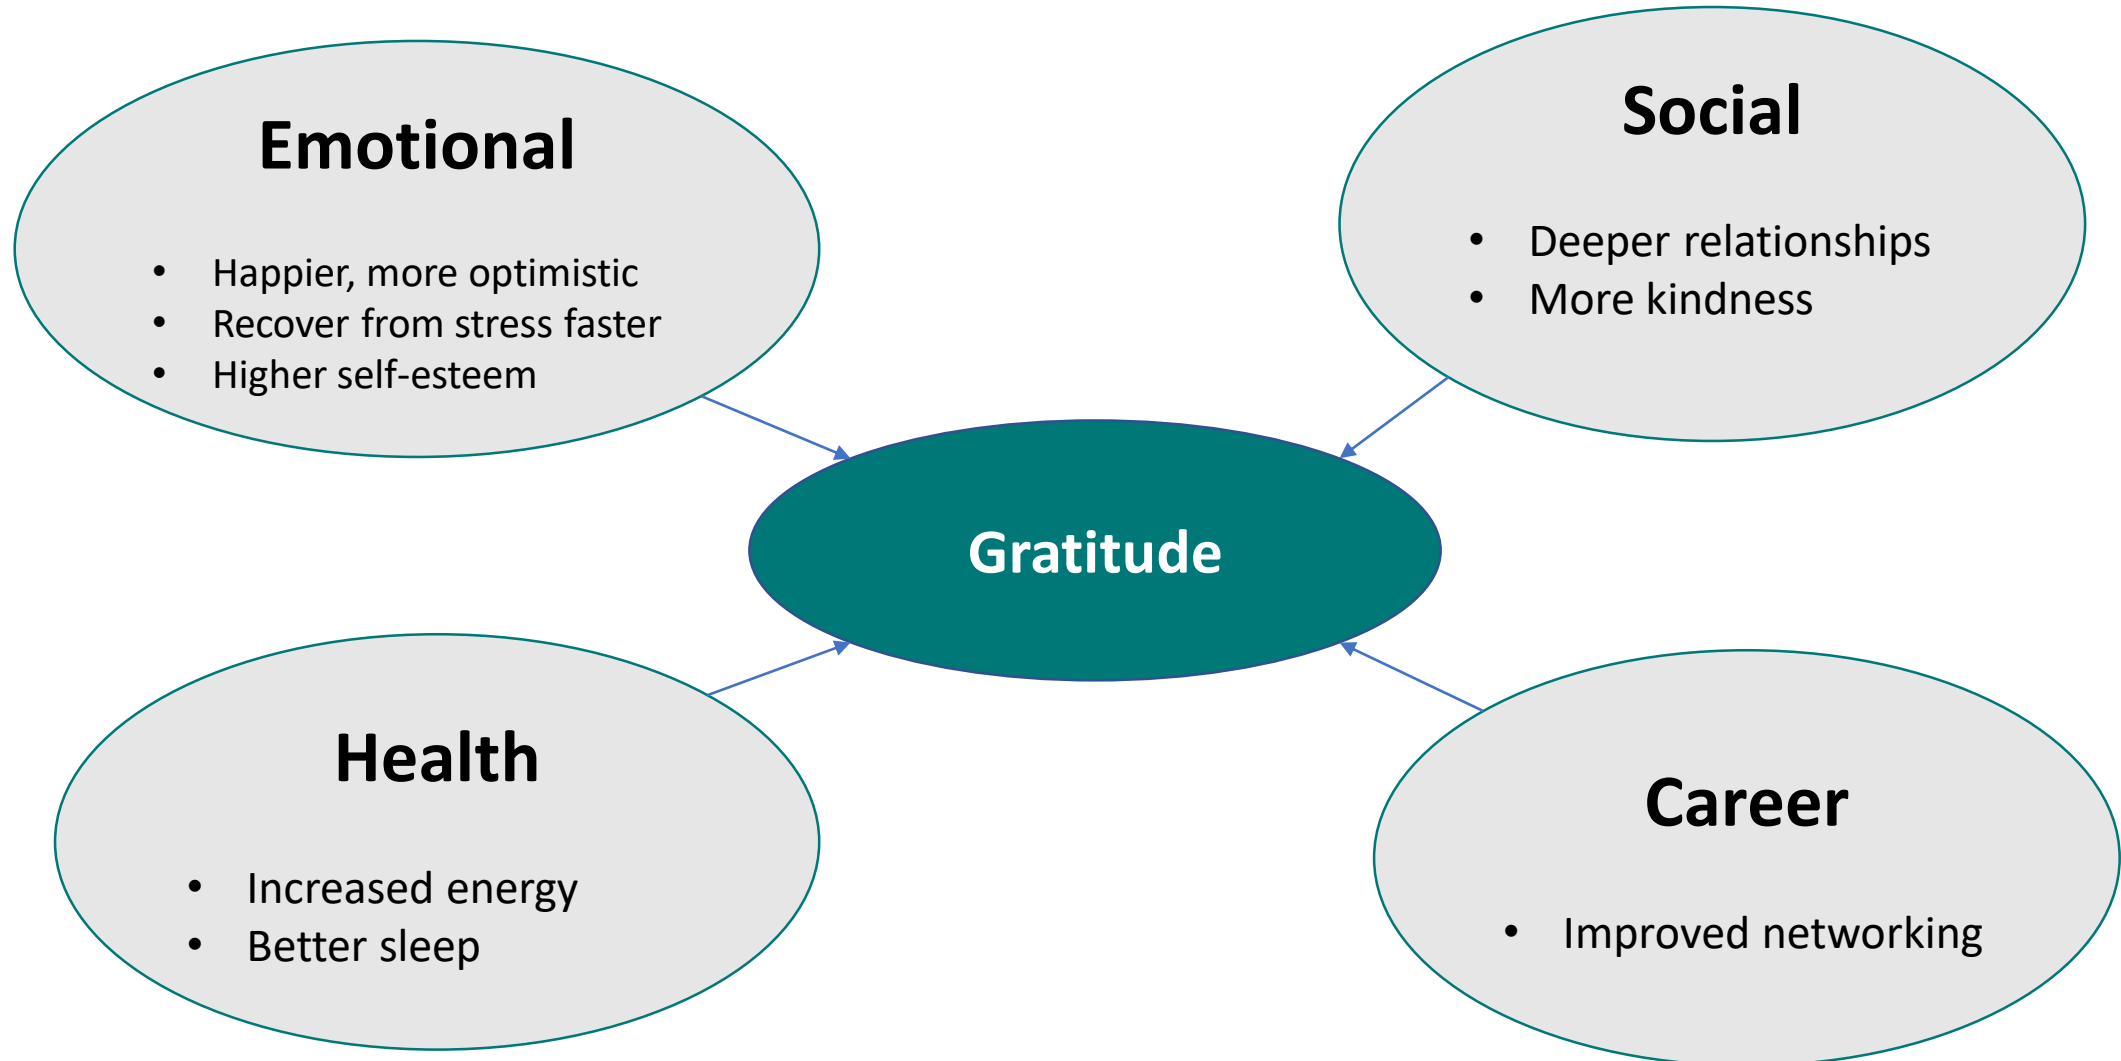 Emotional
• Happier, more optimistic
• Recover from stress faster
• Higher self-esteem
Social
• Deeper relationships
• More kindness
Gratitude
Health
• Increased energy
• Better sleep
Career
• Improved networking